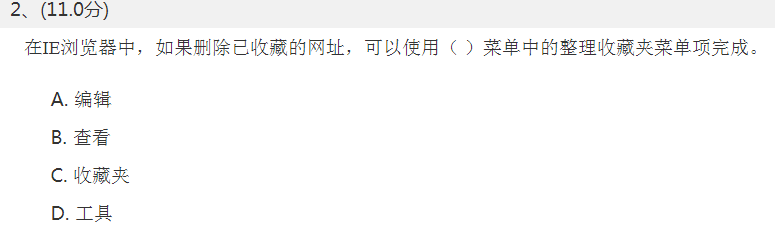 2、(11.0分)
在IE浏览器中，如果删除已收藏的网址，可以使用（ ）菜单中的整理收藏夹菜单项完成。
A. 编辑
B. 查看
C. 收藏夹
D. 工具